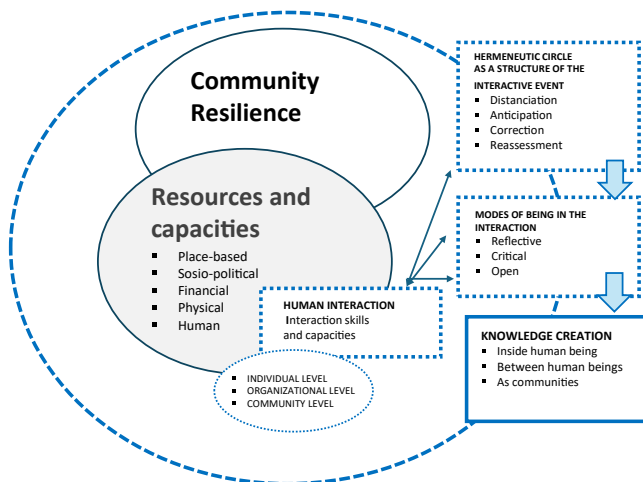 Community
Resilience
Resources and
capacities
▪ Place-based
▪ Sosio-political
▪ Financial
▪ Physical
▪ Human
HUMAN INTERACTION
Interaction skills
and capacities
▪ INDIVIDUAL LEVEL
▪ ORGANIZATIONAL LEVEL
▪ COMMUNITY LEVEL
HERMENEUTIC CIRCLE
AS A STRUCTURE OF THE
INTERACTIVE EVENT
▪ Distanciation
▪ Anticipation
▪ Correction
▪ Reassessment
MODES OF BEING IN THE
INTERACTION
▪ Reflective
▪ Critical
▪ Open
KNOWLEDGE CREATION
▪ Inside human being
▪ Between human beings
▪ As communities